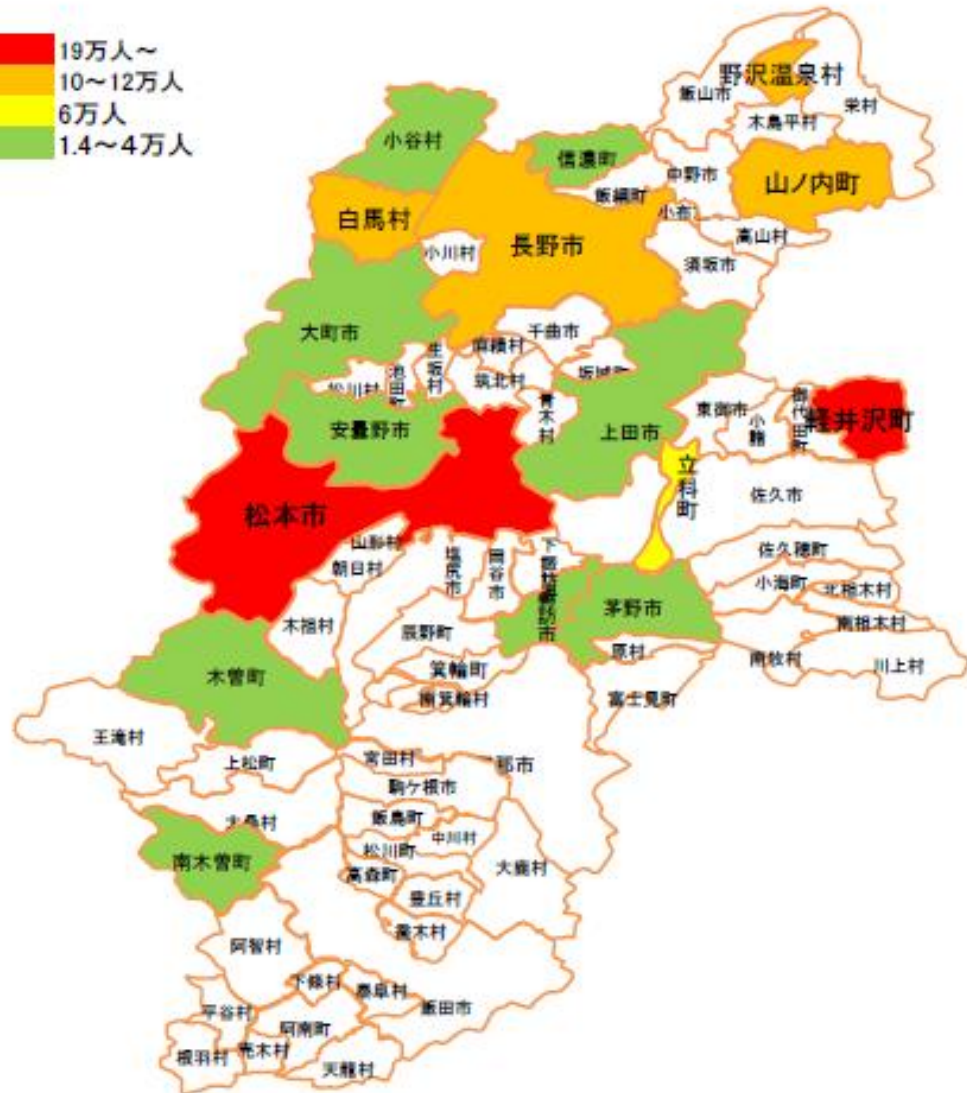 19万人～
10～12万人
6万人
1.4～4万人
野沢温泉村
飯山市
栄村
木島平村
小谷村
信濃町
中野市
山ノ内町
飯綱町
白馬村
小布
高山村
長野市
小川村
須坂市
千曲市
大町市
生坂村
麻績村
坂城町
松川村
池田町
筑北村
青木村
東御市
小諸
御代田町
軽井沢町
安曇野市
上田市
立科町
佐久市
松本市
山形村
朝日村
塩尻市
岡谷市
下諏訪
諏訪市
佐久穂町
小海町
北相木村
茅野市
南相木村
木祖村
辰野町
原村
南牧村
川上村
箕輪町
木曽町
南箕輪村
富士見町
王滝村
上松町
宮田村
那市
駒ケ根市
大桑村
飯島町
中川村
松川町
南木曽町
高森町
大鹿村
豊丘村
喬木村
阿智村
下條村
泰阜村
飯田市
平谷村
阿南町
売木村
根羽村
天龍村